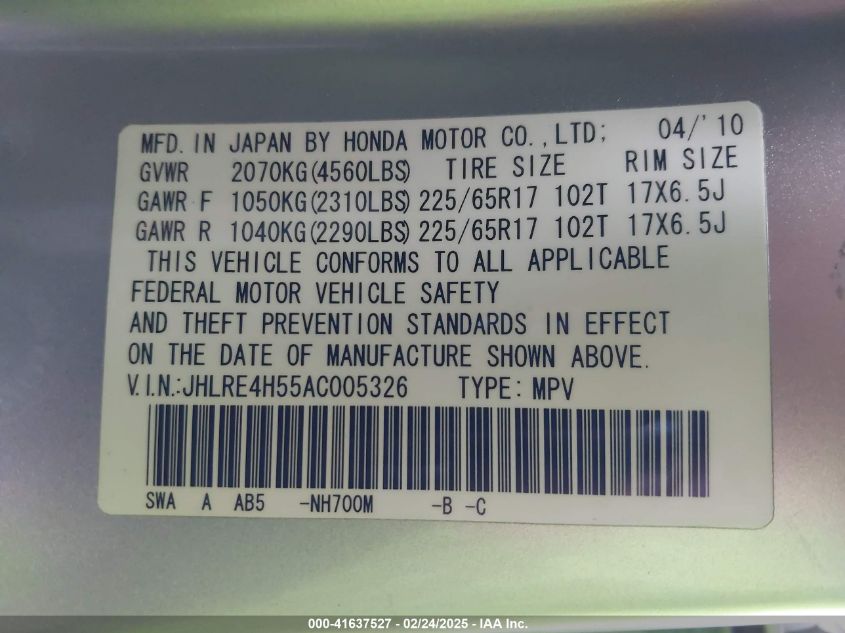 MFD. IN JAPAN BY HONDA MOTOR CO., LTD; 04/'10
GVWR 2070KG(4560LBS) TIRE SIZE RIM SIZE
GAWR F 1050KG(2310LBS) 225/65R17 102T 17X6.5J
GAWR R 1040KG(2290LBS) 225/65R17 102T 17X6.5J
THIS VEHICLE CONFORMS TO ALL APPLICABLE
FEDERAL MOTOR VEHICLE SAFETY
AND THEFT PREVENTION STANDARDS IN EFFECT
ON THE DATE OF MANUFACTURE SHOWN ABOVE.
V.I.N.:JHLRE4H55AC005326 TYPE: MPV
SWA A AB5 -NH700M -B -C
000-41637527 - 02/24/2025 - IAA Inc.